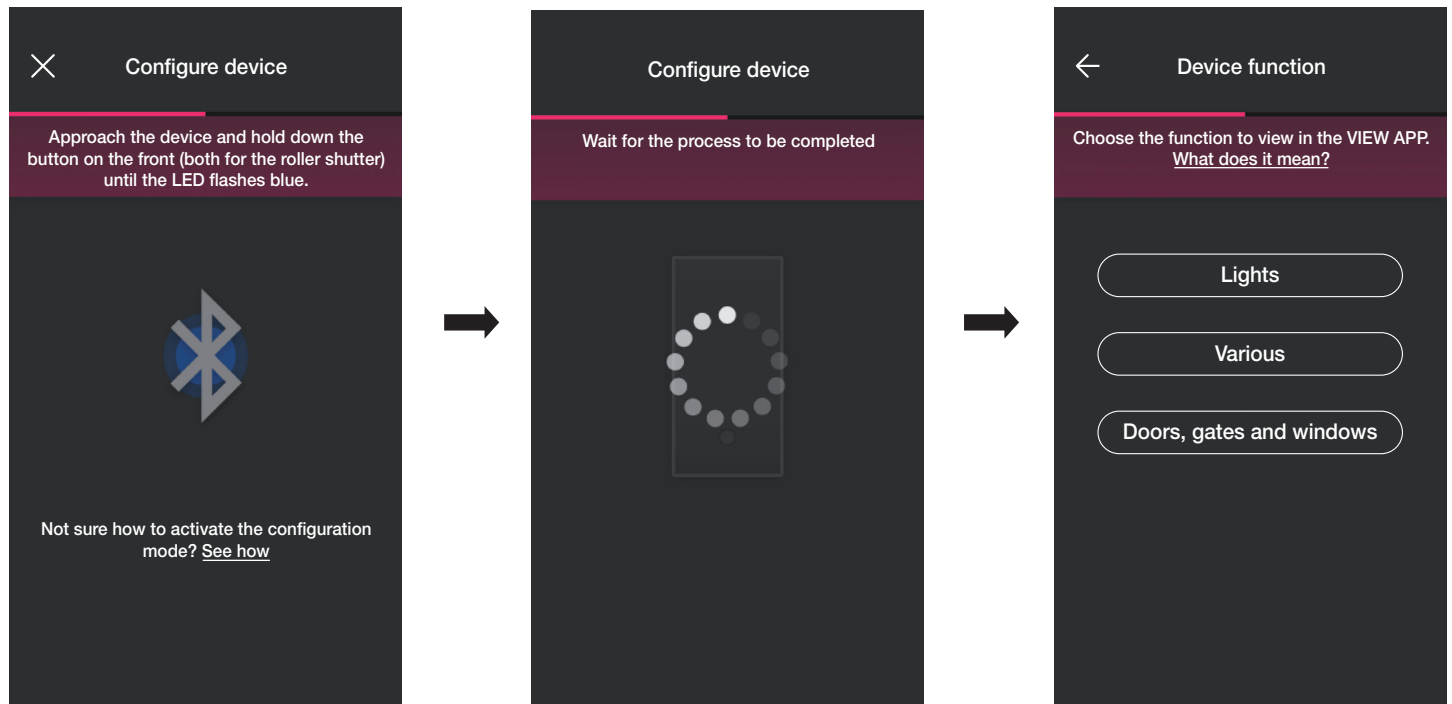 Configure device
Approach the device and hold down the
button on the front (both for the roller shutter)
until the LED flashes blue.
Not sure how to activate the configuration
mode? See how
Configure device
Wait for the process to be completed
Device function
Choose the function to view in the VIEW APP.
What does it mean?
Lights
Various
Doors, gates and windows